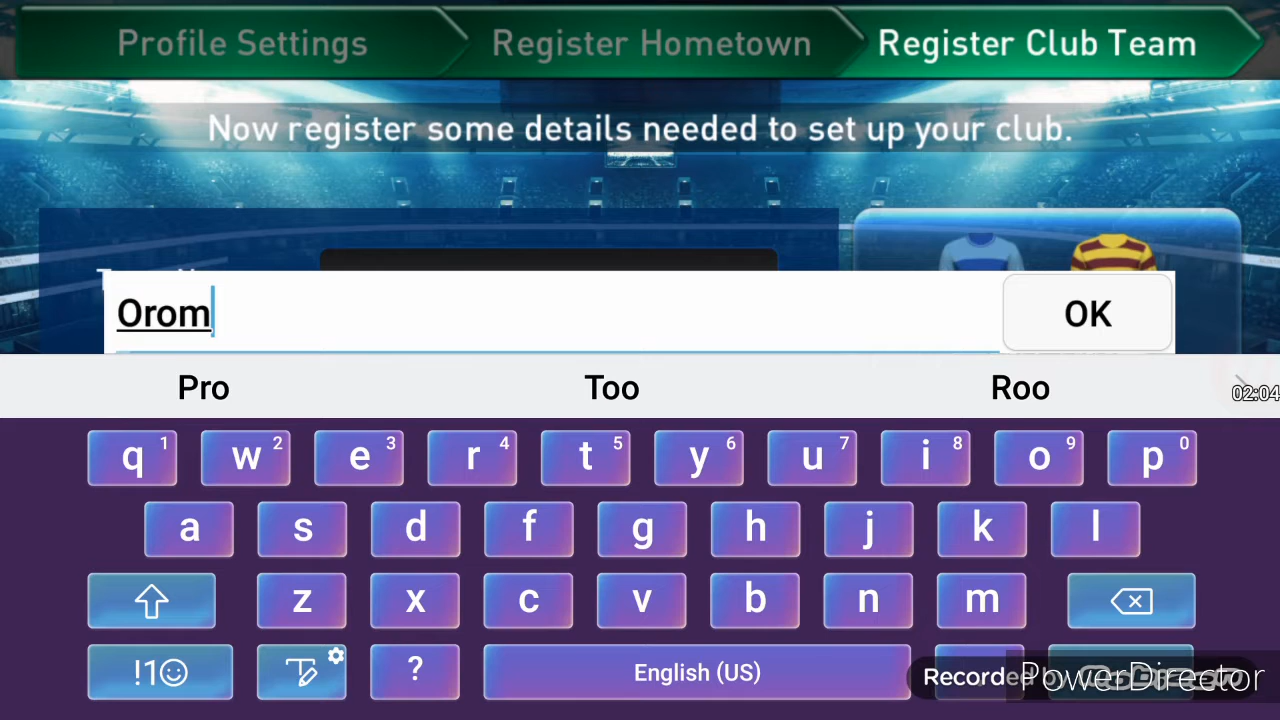 Profile Settings Register Hometown Register Club Team
Now register some details needed to set up your club.
Orom OK
Pro Too Roo
02:04
q 1 w 2 e 3 r 4 t 5 y 6 u 7 i 8 o 9 p 0
a s d f g h j k l
z x c v b n m
!1☺ T ? English (US)
Recorded by
PowerDirector